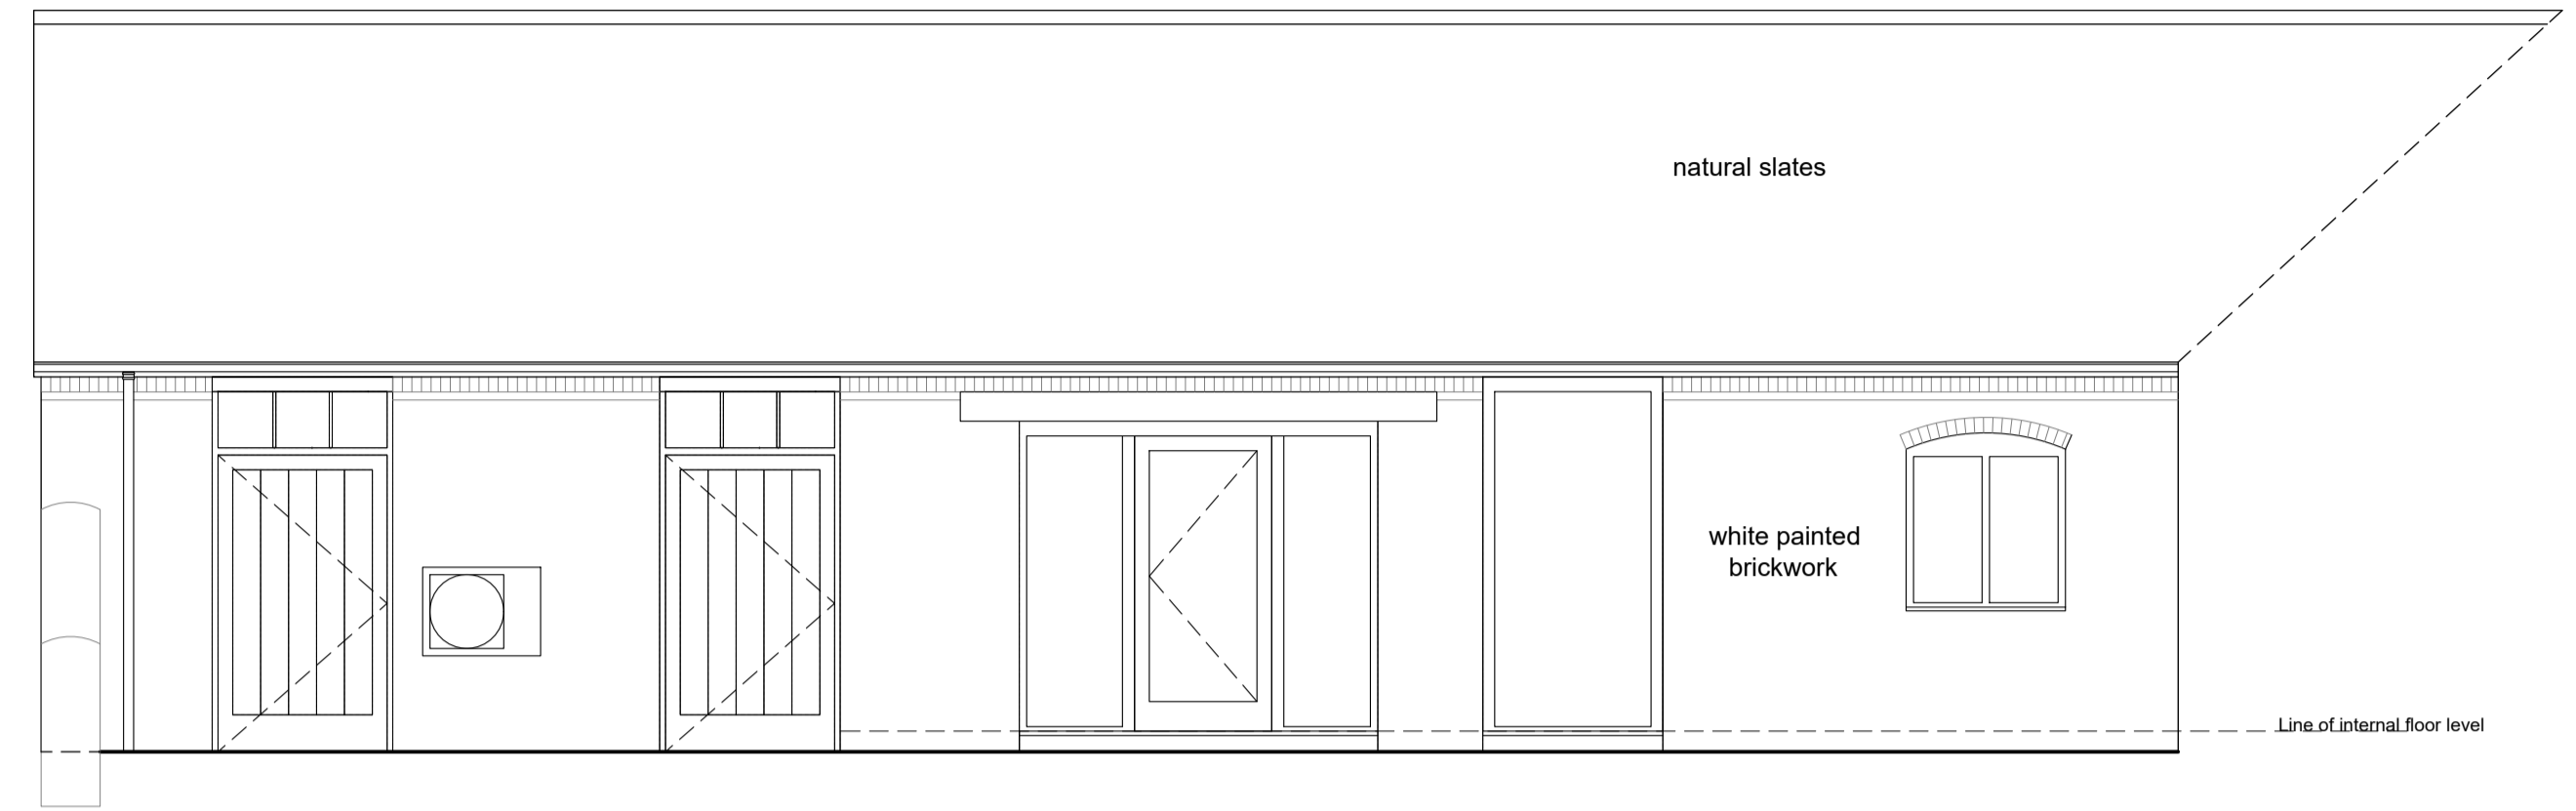 natural slates
white painted
brickwork
Line of internal floor level